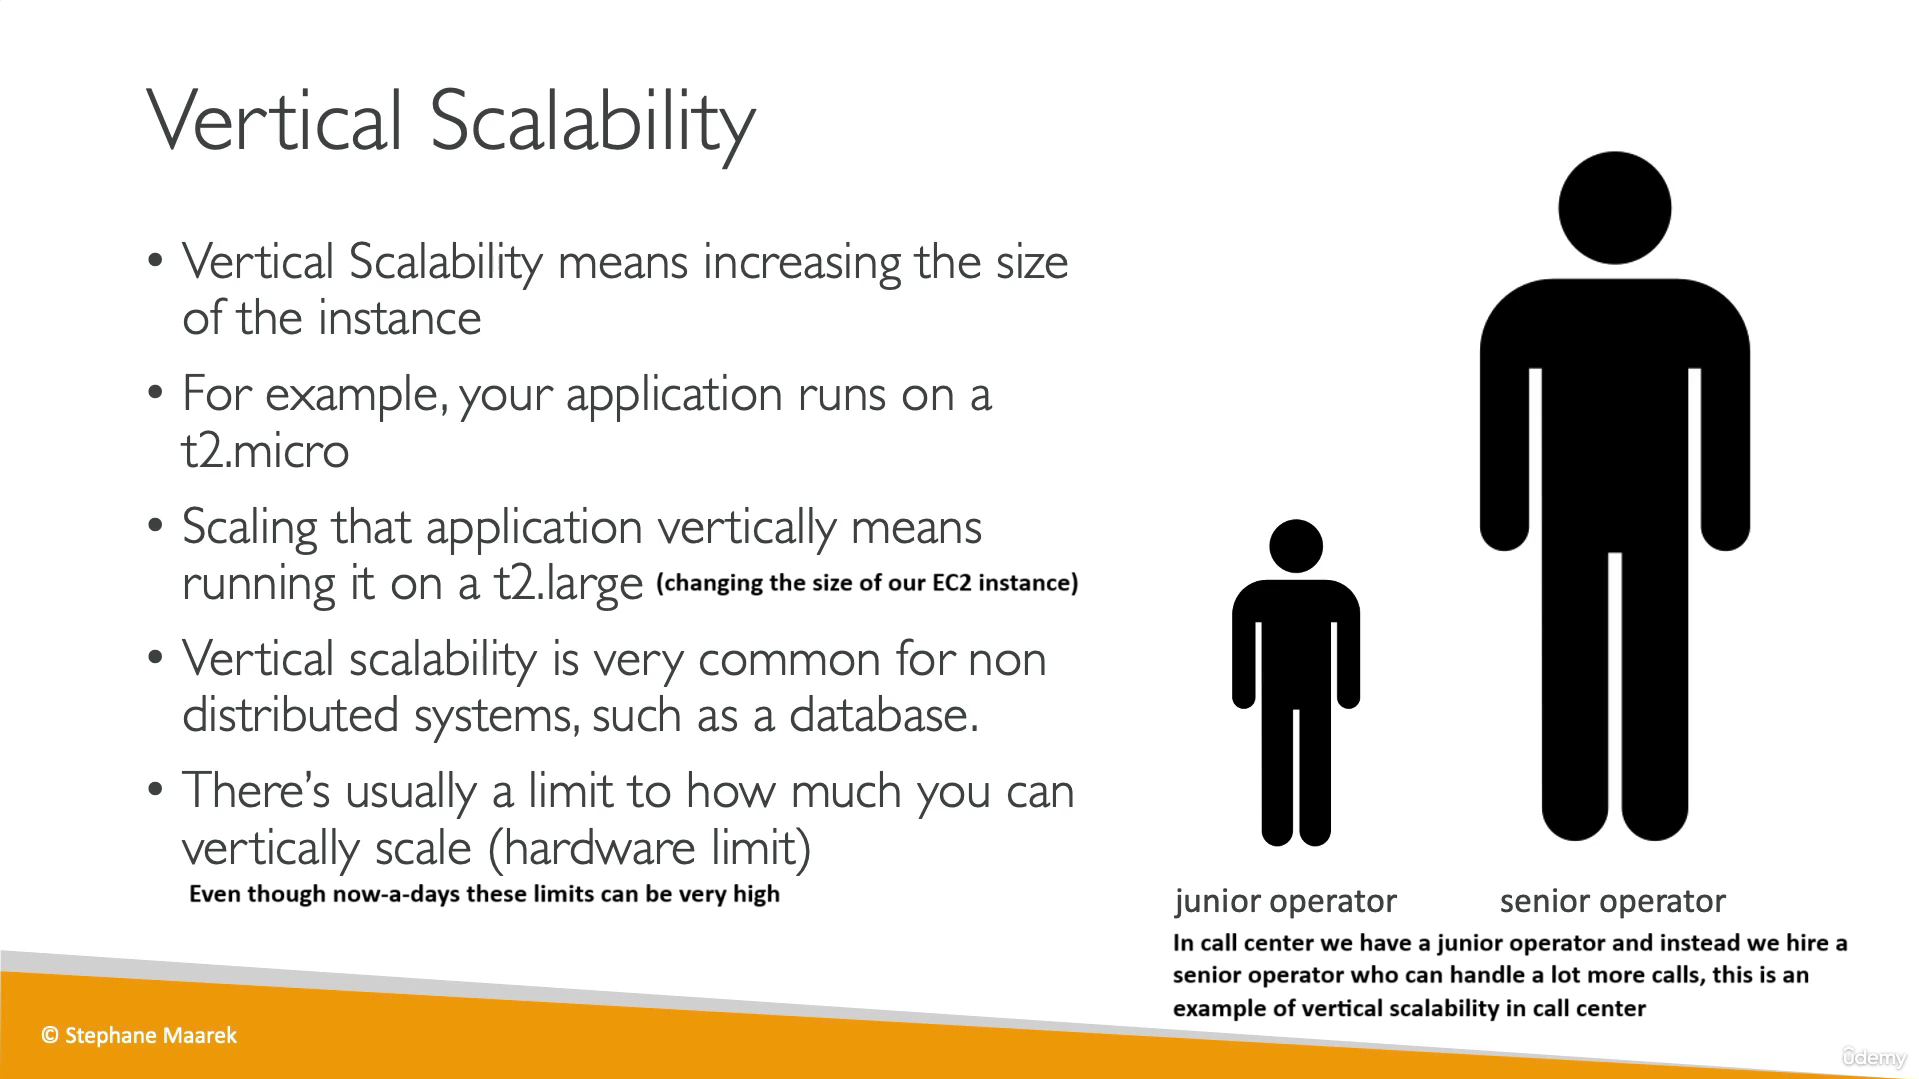 Vertical Scalability
• Vertical Scalability means increasing the size
of the instance
• For example, your application runs on a
t2.micro
• Scaling that application vertically means
running it on a t2.large (changing the size of our EC2 instance)
• Vertical scalability is very common for non
distributed systems, such as a database.
• There’s usually a limit to how much you can
vertically scale (hardware limit)
Even though now-a-days these limits can be very high
junior operator
senior operator
In call center we have a junior operator and instead we hire a
senior operator who can handle a lot more calls, this is an
example of vertical scalability in call center
© Stephane Maarek
ûdemy